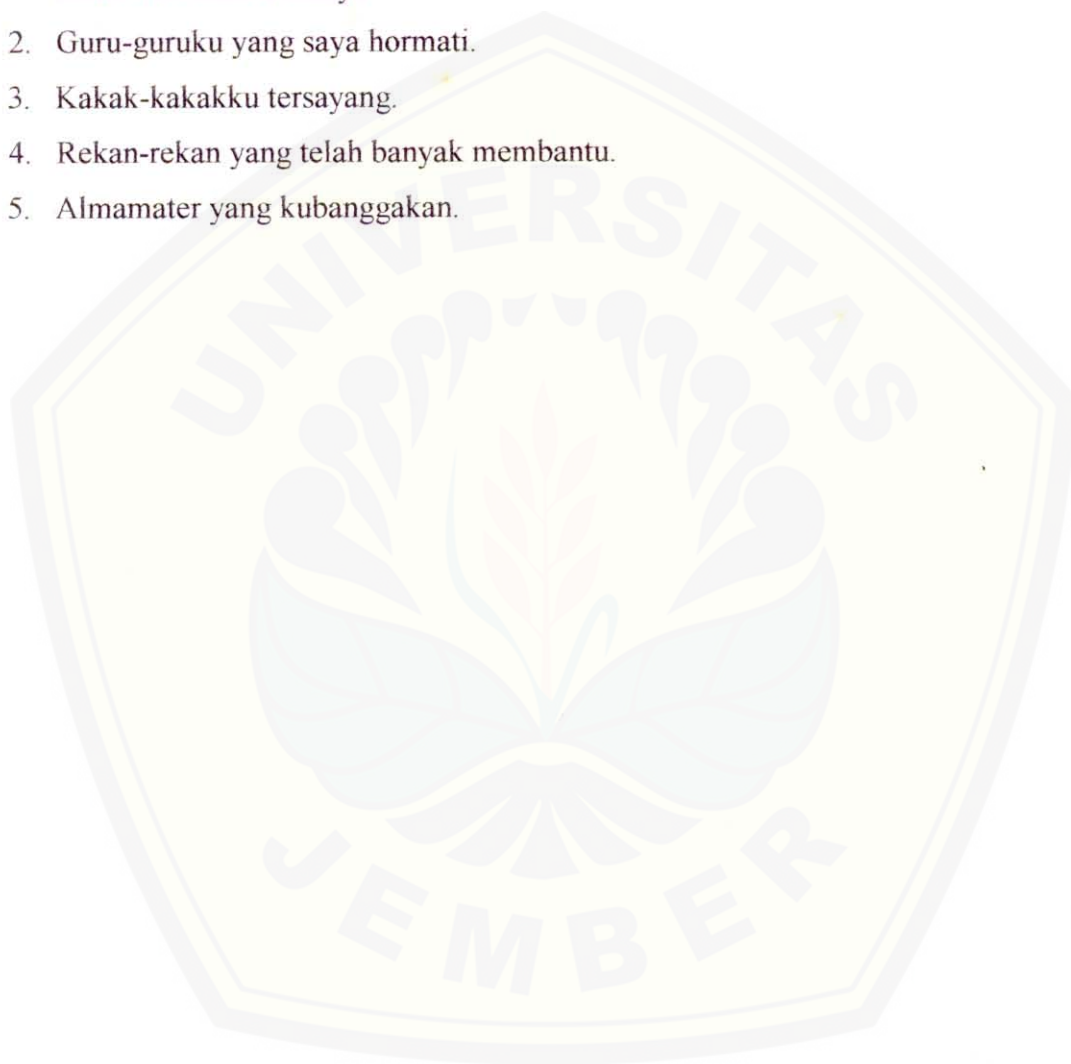 2. Guru-guruku yang saya hormati.
3. Kakak-kakakku tersayang.
4. Rekan-rekan yang telah banyak membantu.
5. Almamater yang kubanggakan.
UNIVERSITAS
JEMBER